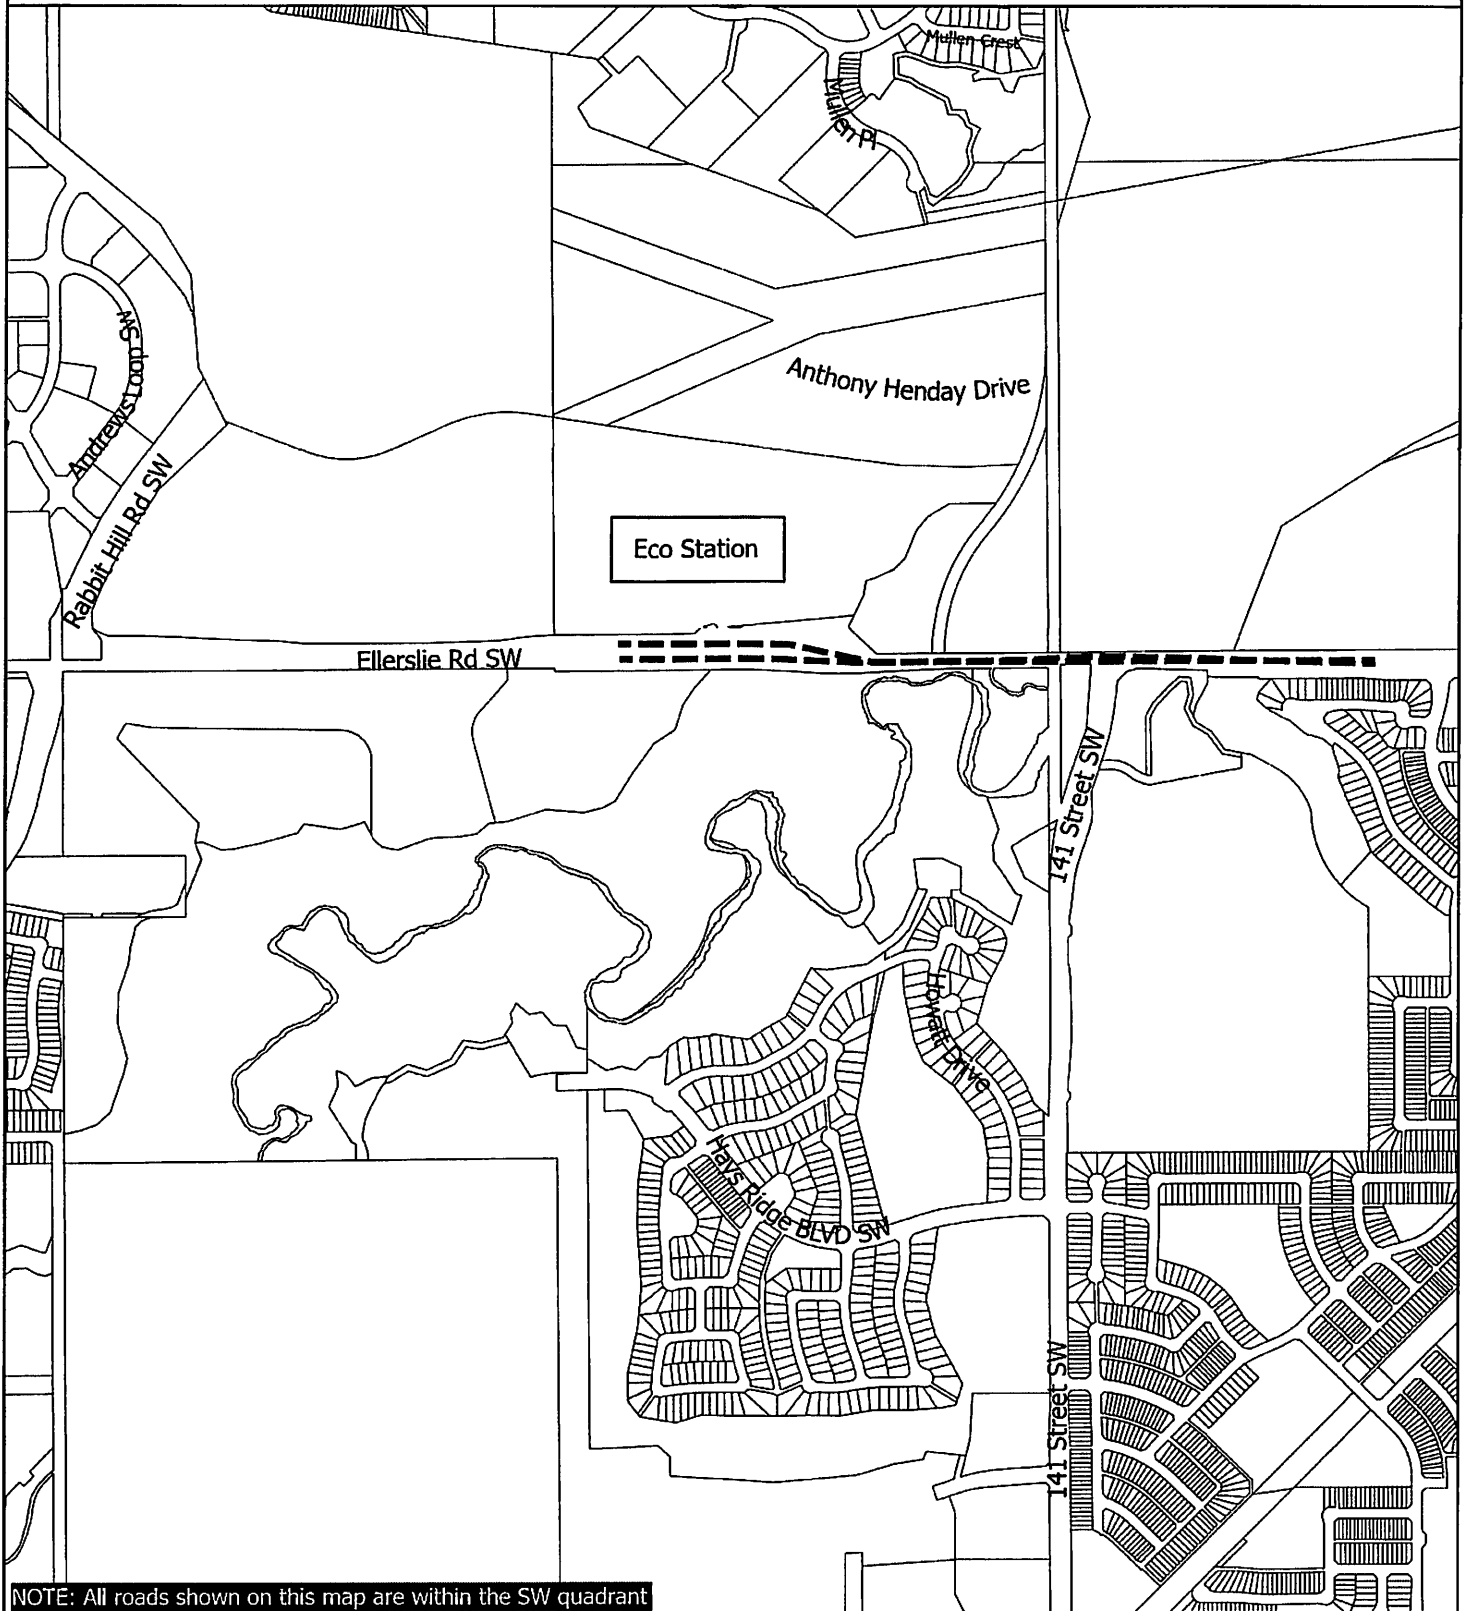 Mullen Crest
Mullen Pl
Andrews Loop SW
Anthony Henday Drive
Rabbit Hill Rd SW
Eco Station
Ellerslie Rd SW
141 Street SW
Howatt Drive
Hays Ridge BLVD SW
141 Street SW
NOTE: All roads shown on this map are within the SW quadrant